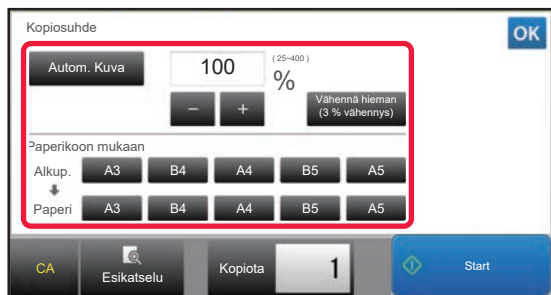 Kopiosuhde
OK
Autom. Kuva
100
(25~400)
%
−
+
Vähennä hieman
(3 % vähennys)
Paperikoon mukaan
Alkup.
A3
B4
A4
B5
A5
Paperi
A3
B4
A4
B5
A5
CA
Esikatselu
Kopiota
1
Start